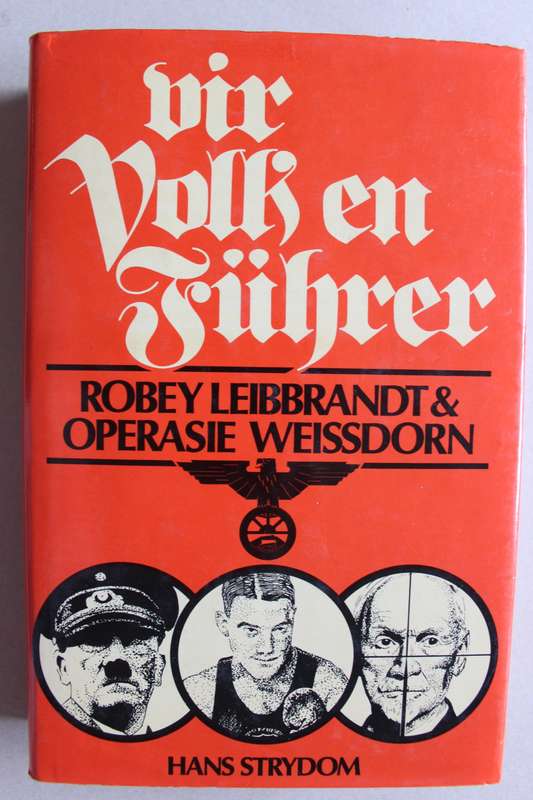 vir
Volk en
Führer
ROBEY LEIBBRANDT &
OPERASIE WEISSDORN
HANS STRYDOM